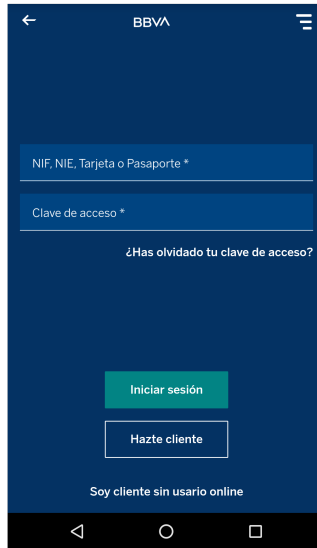 BBVA
NIF, NIE, Tarjeta o Pasaporte *
Clave de acceso *
¿Has olvidado tu clave de acceso?
Iniciar sesión
Hazte cliente
Soy cliente sin usario online